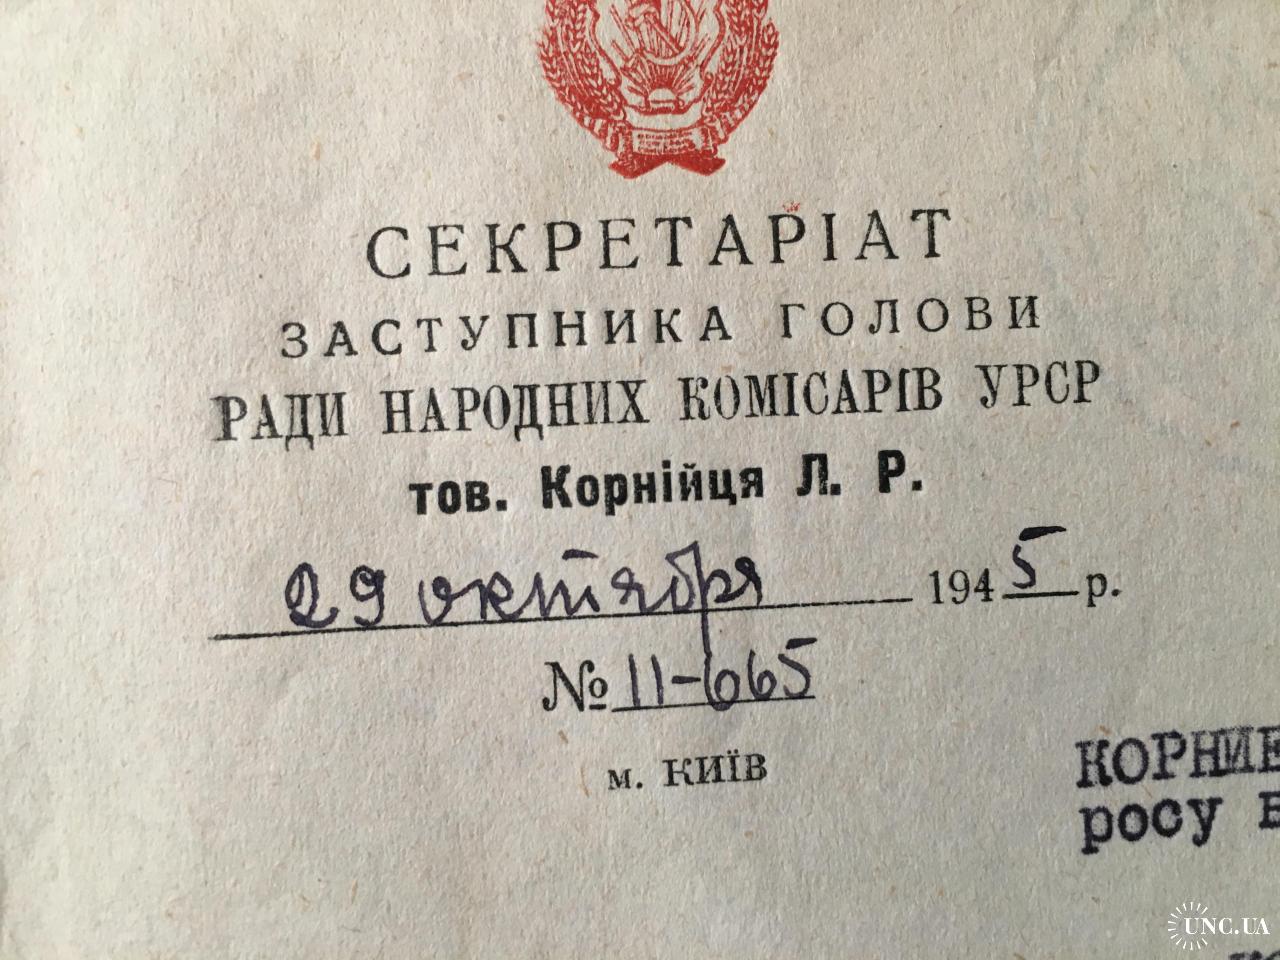 СЕКРЕТАРІАТ
ЗАСТУПНИКА ГОЛОВИ
РАДИ НАРОДНИХ КОМІСАРІВ УРСР
тов. Корнійця Л. Р.
29 октября 1945 р.
№ 11-665
м. КИЇВ
КОРНИЕ
росу в
UNC.UA